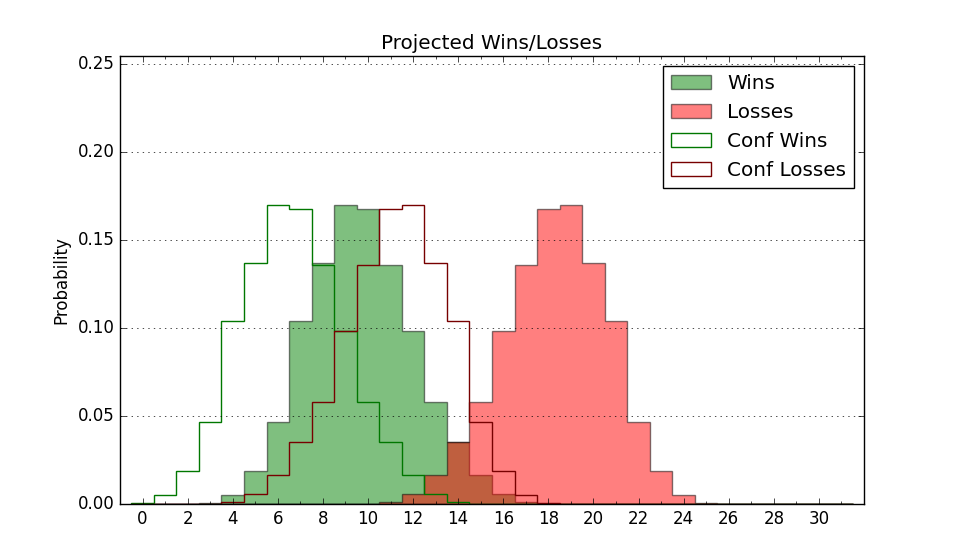 Projected Wins/Losses
0.25
0.20
0.15
0.10
0.05
0.00
Probability
Wins
Losses
Conf Wins
Conf Losses
0 2 4 6 8 10 12 14 16 18 20 22 24 26 28 30